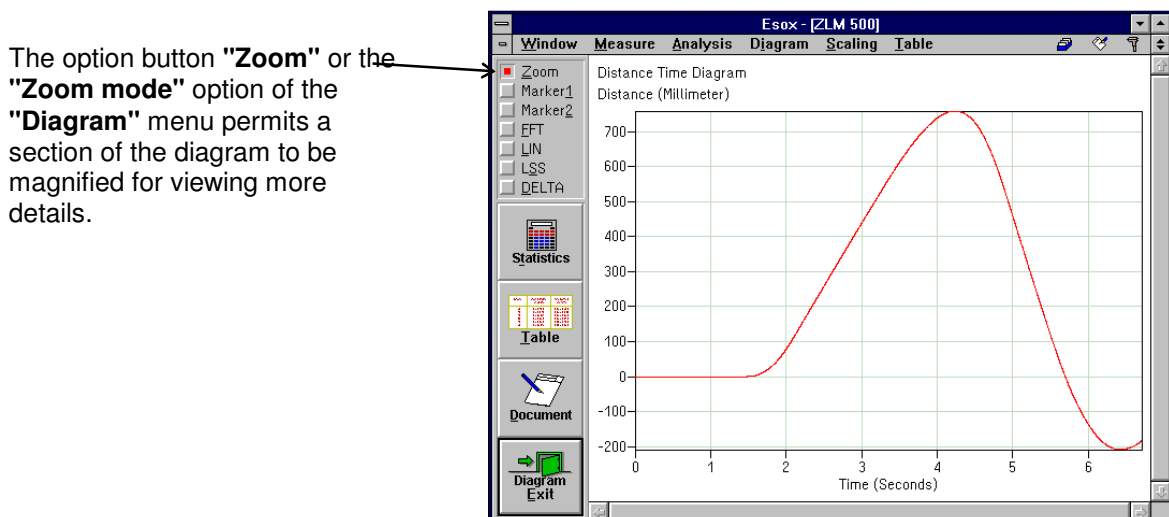 The option button "Zoom" or the
"Zoom mode" option of the
"Diagram" menu permits a
section of the diagram to be
magnified for viewing more
details.
Esox - [ZLM 500]
Window Measure Analysis Diagram Scaling Table
Zoom
Marker1
Marker2
FFT
LIN
LSS
DELTA
Statistics
Table
Document
Diagram
Exit
Distance Time Diagram
Distance (Millimeter)
700
600
500
400
300
200
100
0
-100
-200
0 1 2 3 4 5 6
Time (Seconds)